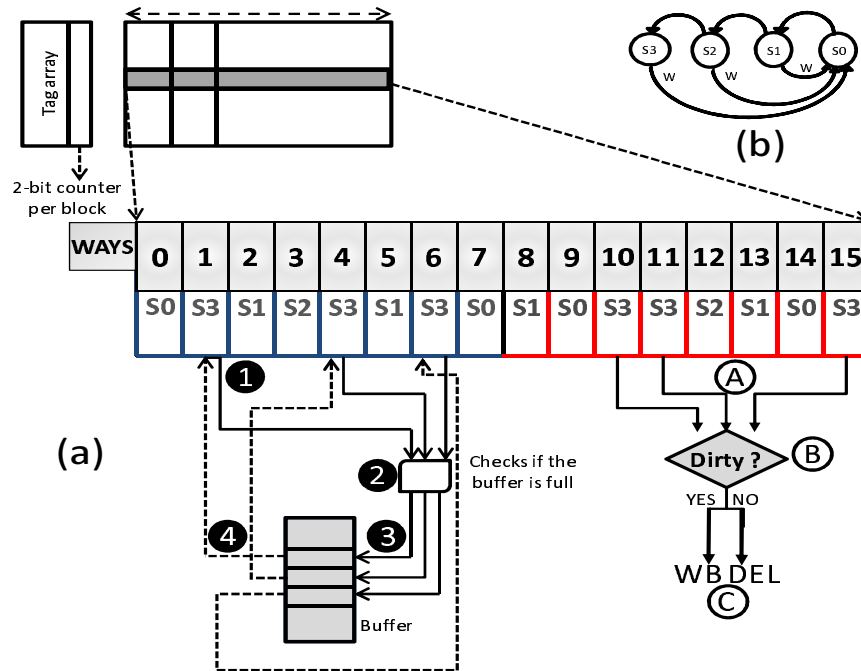 Tag array
2-bit counter
per block
S3 S2 S1 S0
W W W
(b)
WAYS 0 1 2 3 4 5 6 7 8 9 10 11 12 13 14 15
S0 S3 S1 S2 S3 S1 S3 S0 S1 S0 S3 S3 S2 S1 S0 S3
1
A
(a)
2
Checks if the
buffer is full
Dirty ?
B
YES NO
4
3
WB DEL
C
Buffer